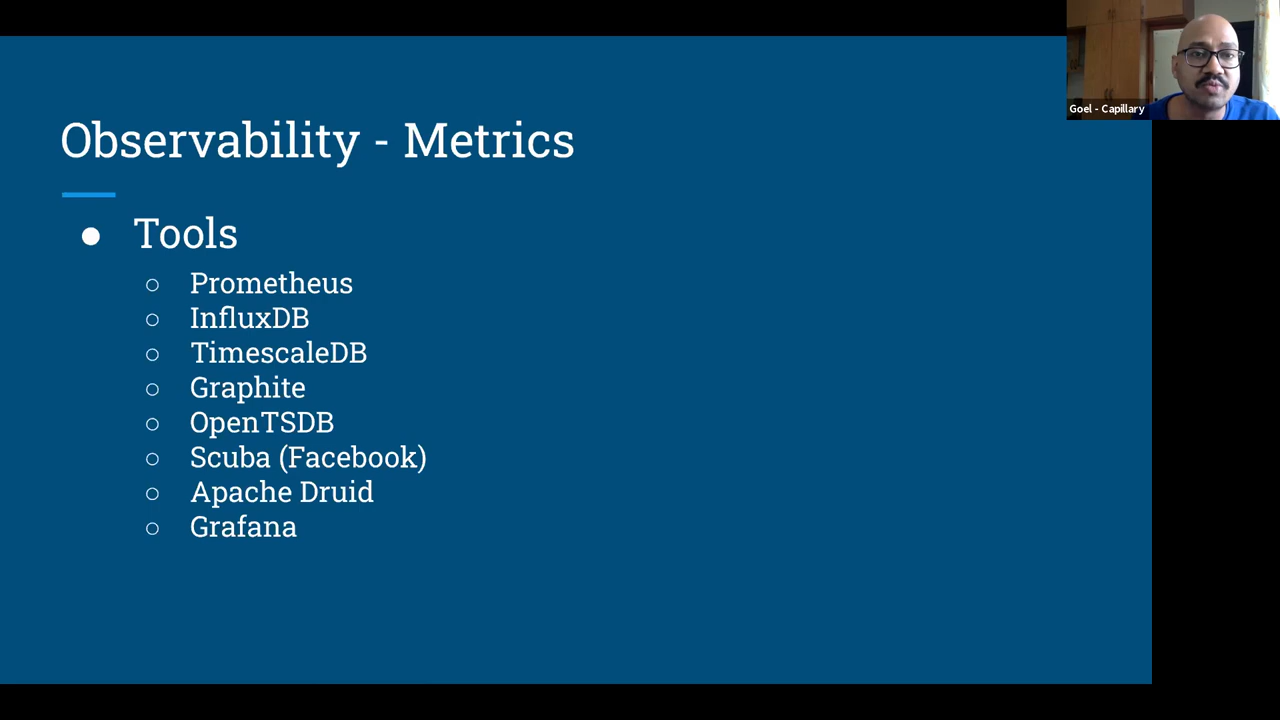 Goel - Capillary
Observability - Metrics
● Tools
○ Prometheus
○ InfluxDB
○ TimescaleDB
○ Graphite
○ OpenTSDB
○ Scuba (Facebook)
○ Apache Druid
○ Grafana